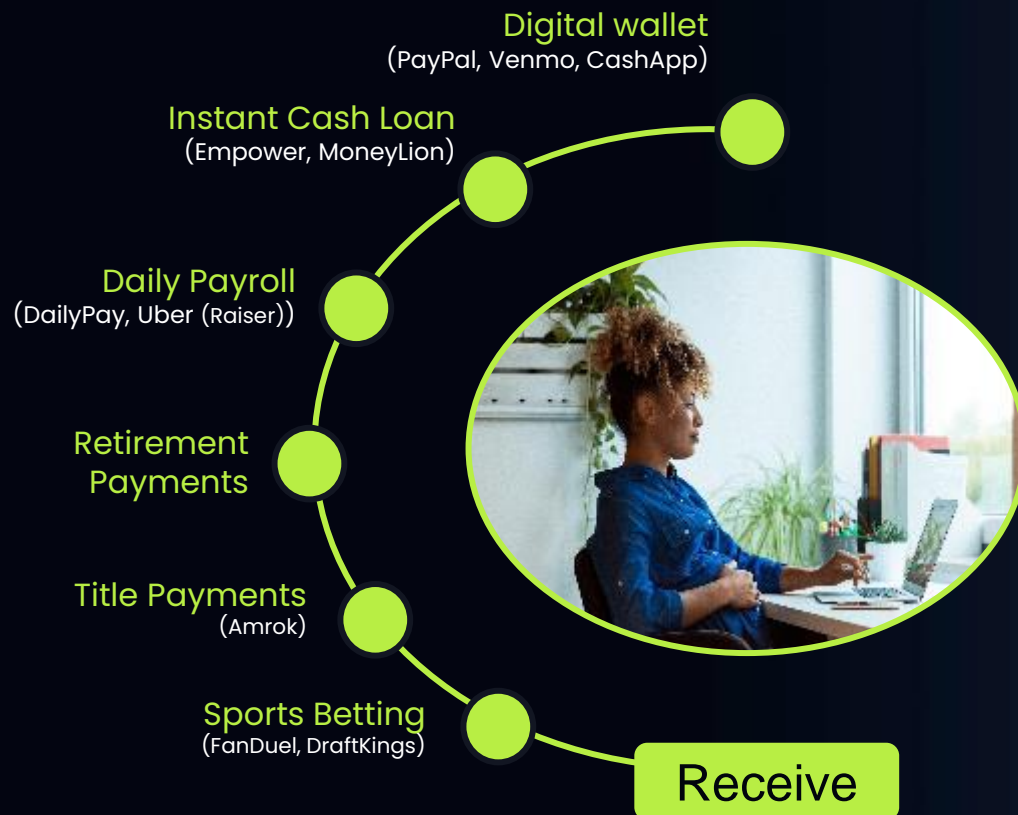 Digital wallet
(PayPal, Venmo, CashApp)
Instant Cash Loan
(Empower, MoneyLion)
Daily Payroll
(DailyPay, Uber (Raiser))
Retirement
Payments
Title Payments
(Amrok)
Sports Betting
(FanDuel, DraftKings)
Receive